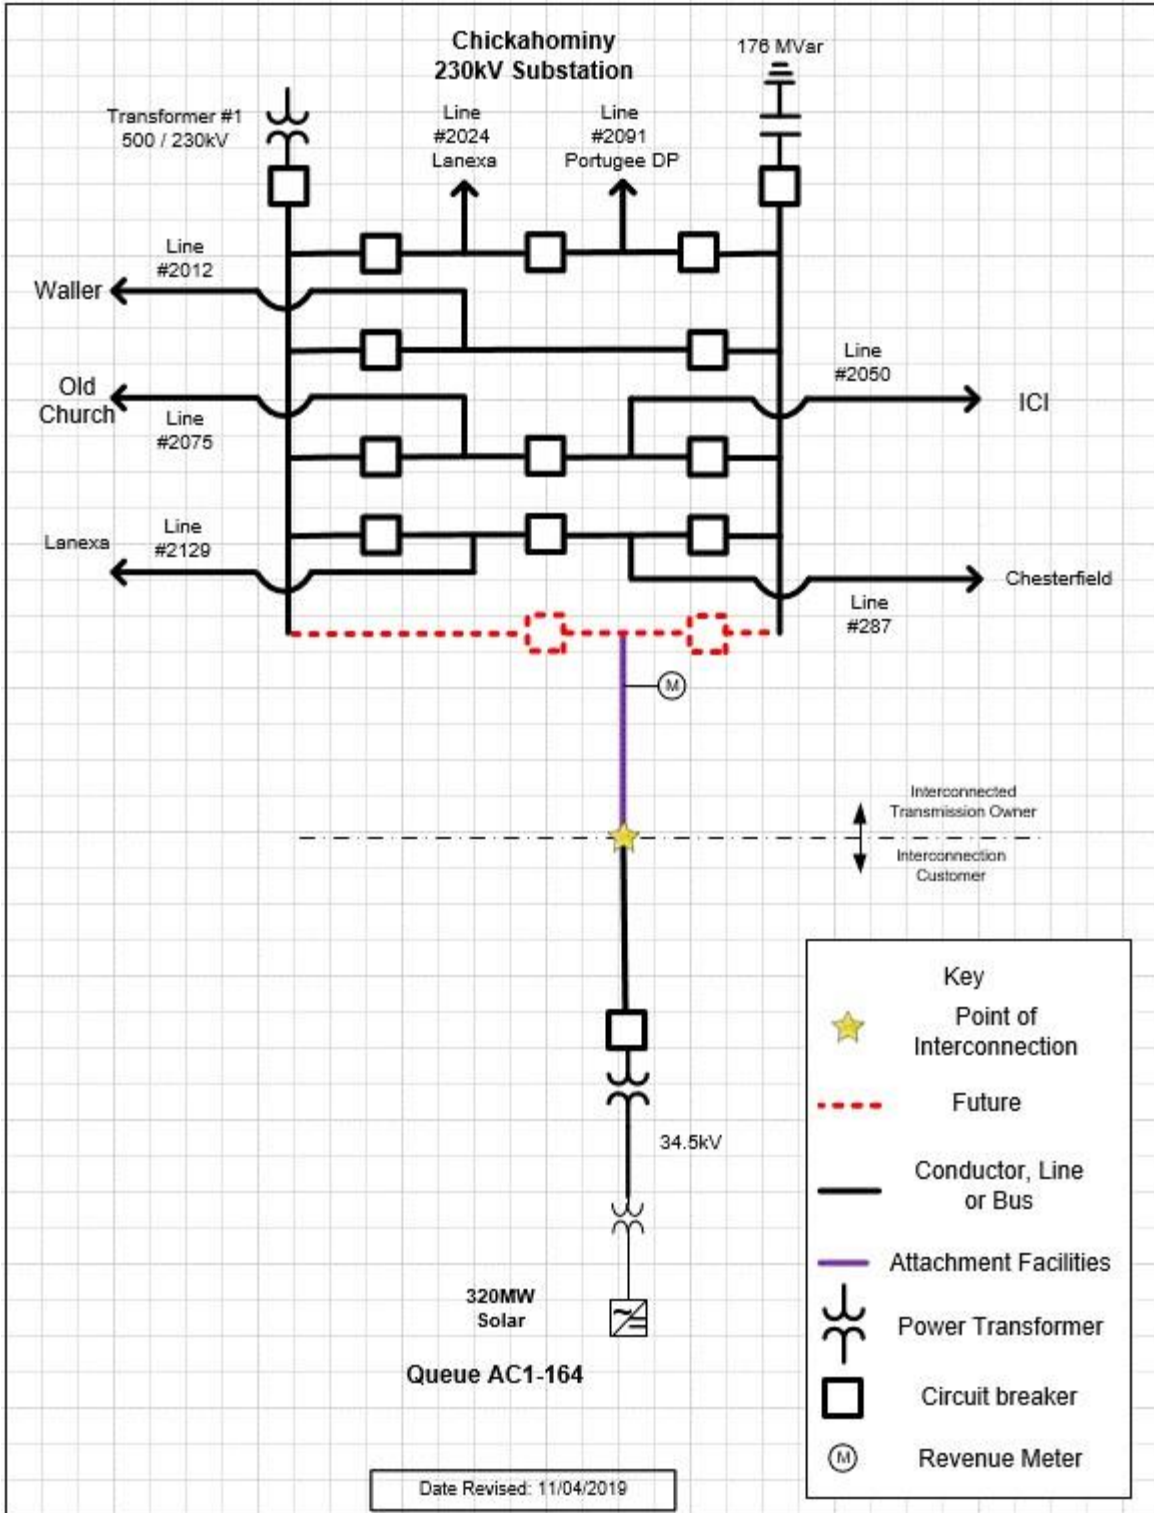 Chickahominy
230kV Substation
176 MVar
Transformer #1
500 / 230kV
Line
#2024
Lanexa
Line
#2091
Portugee DP
Line
#2012
Waller
Line
#2050
Old
Church
ICI
Line
#2075
Line
#2129
Lanexa
Chesterfield
Line
#287
M
Interconnected
Transmission Owner
Interconnection
Customer
Key
Point of
Interconnection
Future
34.5kV
Conductor, Line
or Bus
Attachment Facilities
320MW
Solar
Power Transformer
Queue AC1-164
Circuit breaker
M
Revenue Meter
Date Revised: 11/04/2019